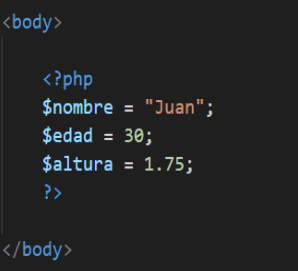 <body>
<?php
$nombre = "Juan";
$edad = 30;
$altura = 1.75;
?>
</body>